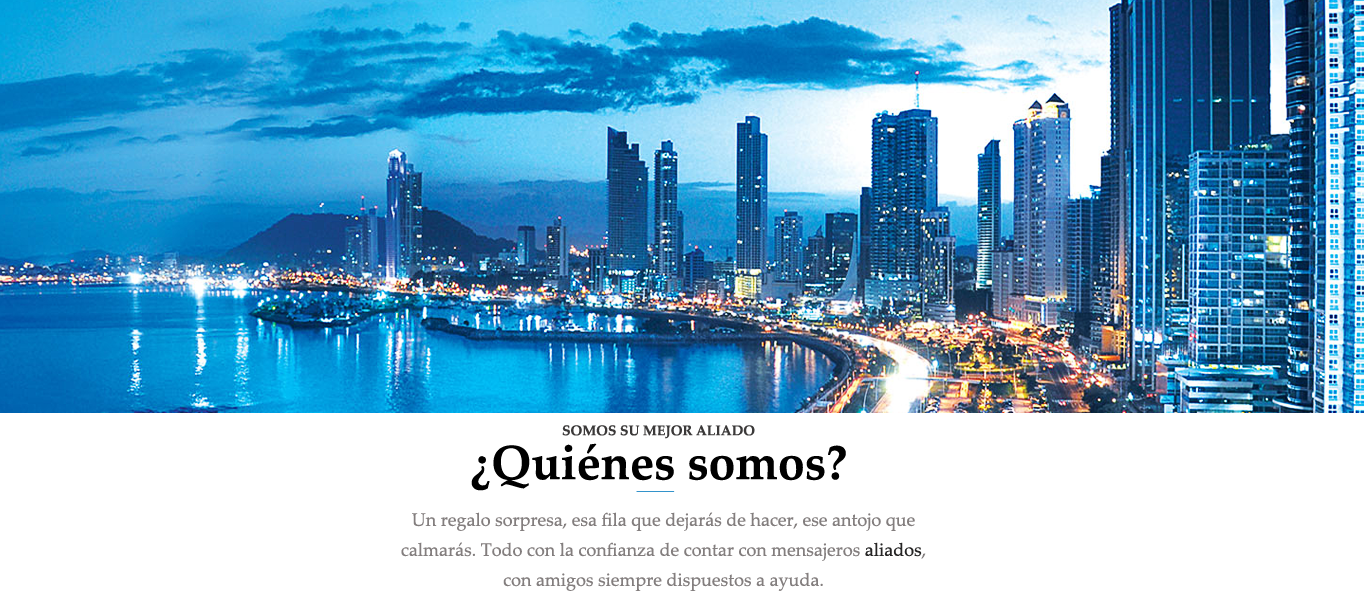 SOMOS SU MEJOR ALIADO
¿Quiénes somos?
Un regalo sorpresa, esa fila que dejarás de hacer, ese antojo que
calmarás. Todo con la confianza de contar con mensajeros aliados,
con amigos siempre dispuestos a ayuda.